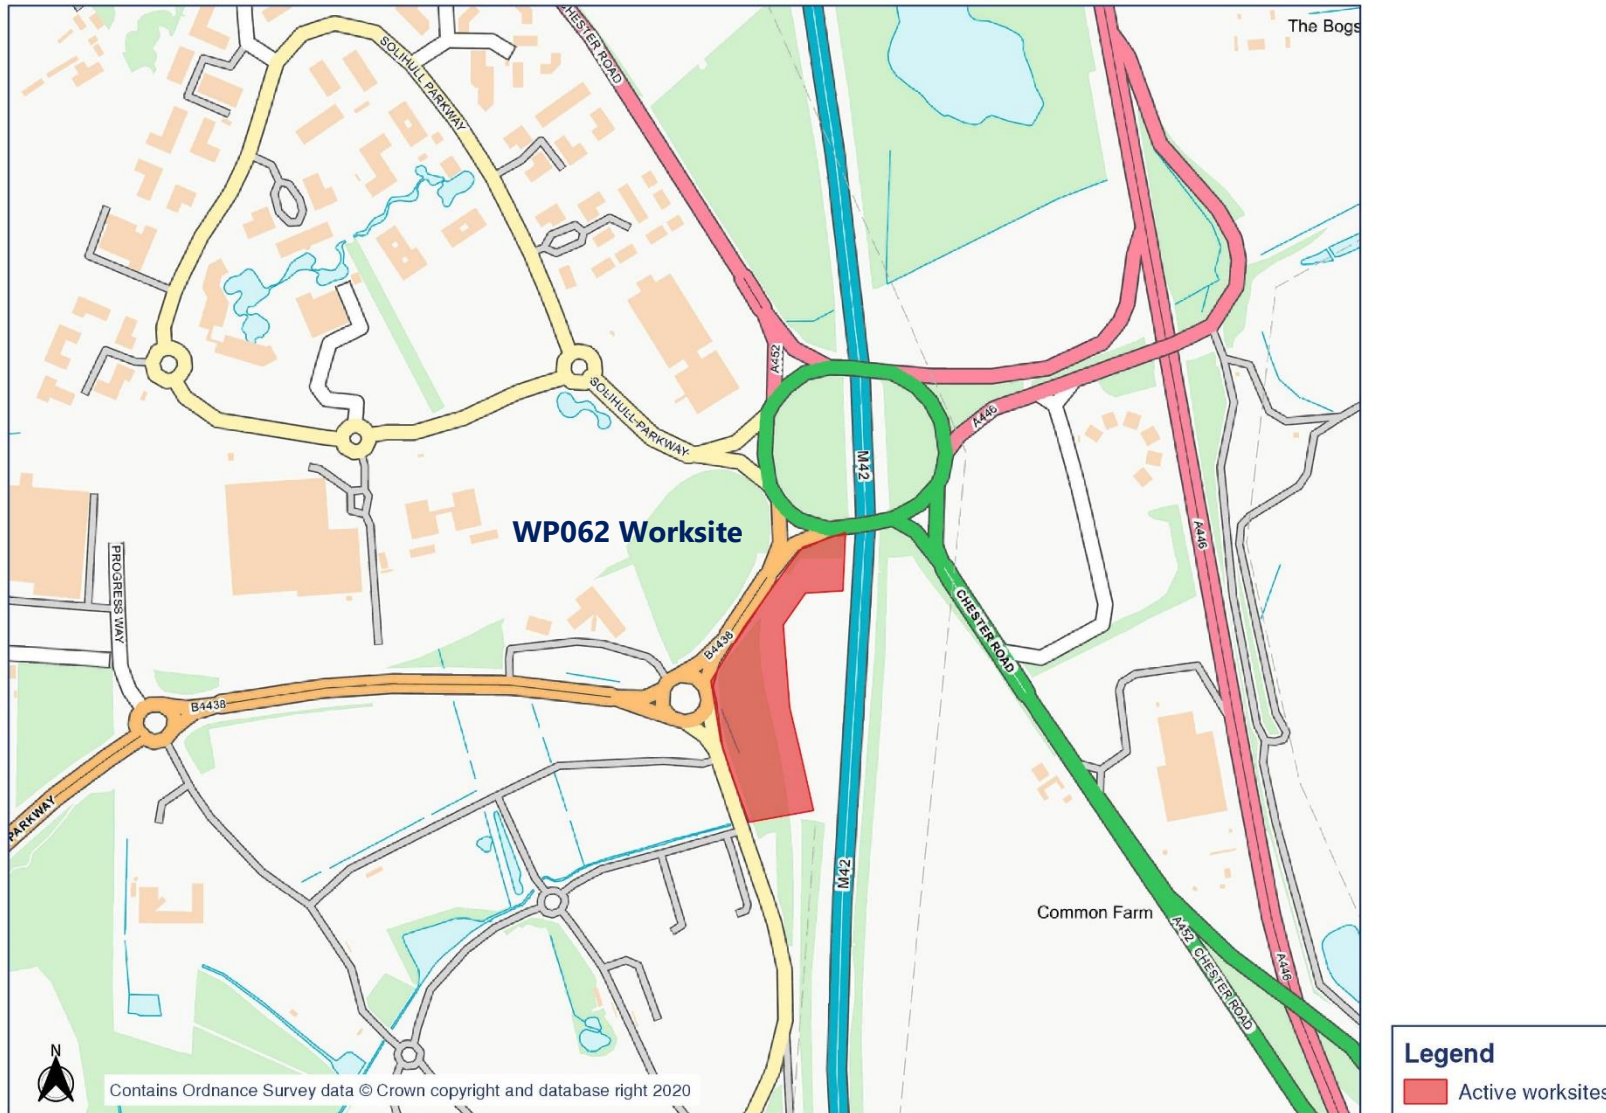 The Bogs
CHESTER ROAD
SOLIHULL PARKWAY
A452
SOLIHULL-PARKWAY
A446
M42
WP062 Worksite
A446
PROGRESS WAY
CHESTER ROAD
B4438
B4438
PARKWAY
M42
Common Farm
A452 CHESTER ROAD
A446
N
Contains Ordnance Survey data © Crown copyright and database right 2020
Legend
Active worksites